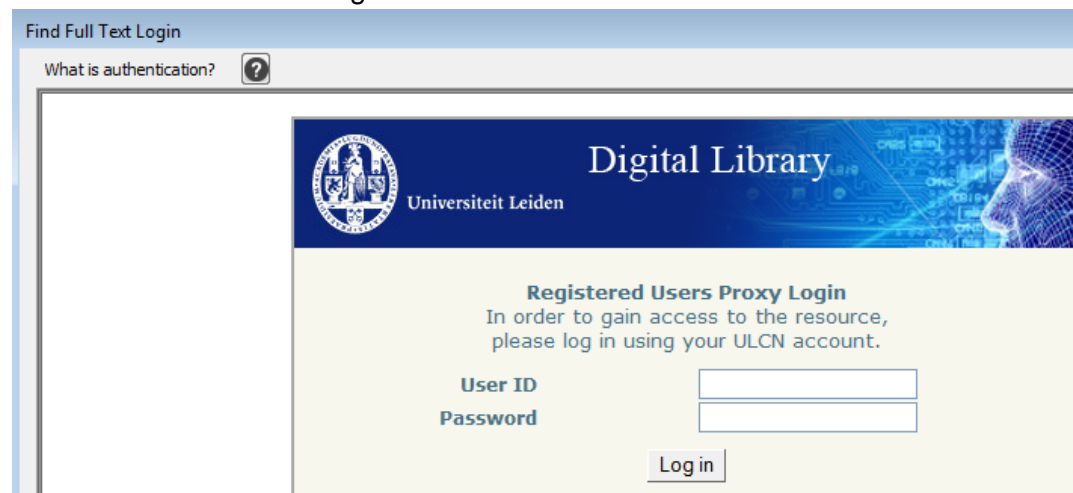 Find Full Text Login
What is authentication? ?
Digital Library
Universiteit Leiden
Registered Users Proxy Login
In order to gain access to the resource,
please log in using your ULCN account.
User ID
Password
Log in